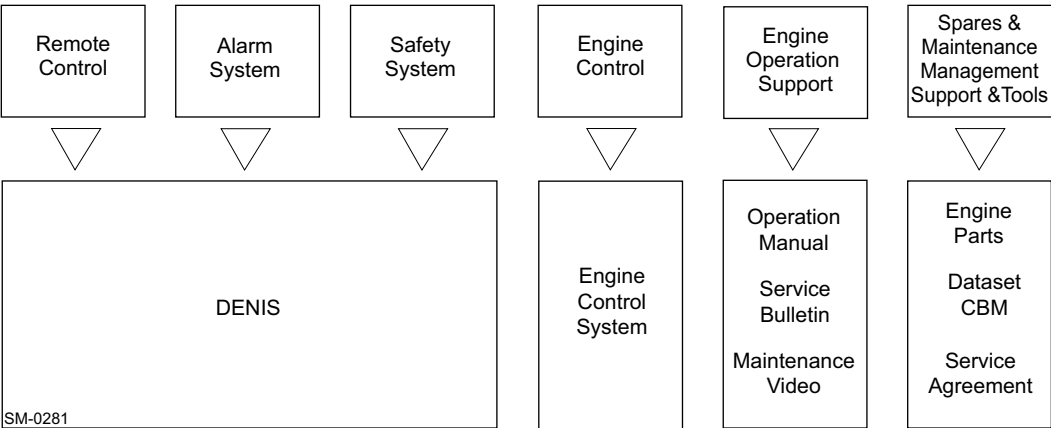 Remote
Control
Alarm
System
Safety
System
Engine
Control
Engine
Operation
Support
Spares &
Maintenance
Management
Support &Tools
DENIS
SM-0281
Engine
Control
System
Operation
Manual
Service
Bulletin
Maintenance
Video
Engine
Parts
Dataset
CBM
Service
Agreement